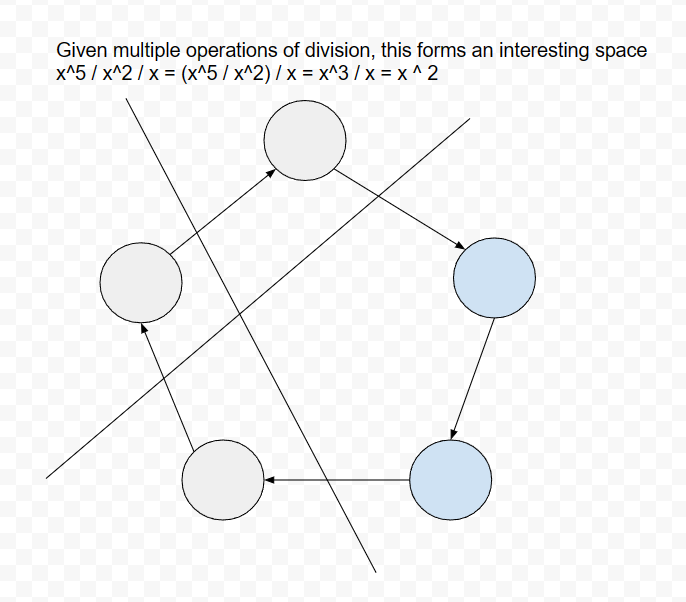 Given multiple operations of division, this forms an interesting space
x^5 / x^2 / x = (x^5 / x^2) / x = x^3 / x = x ^ 2